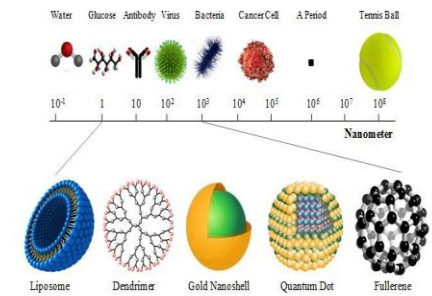 Water Glucose Antibody Virus Bacteria Cancer Cell A Period Tennis Ball
10-1 1 10 10² 10³ 10⁴ 10⁵ 10⁶ 10⁷ 10⁸
Nanometer
Liposome Dendrimer Gold Nanoshell Quantum Dot Fullerene